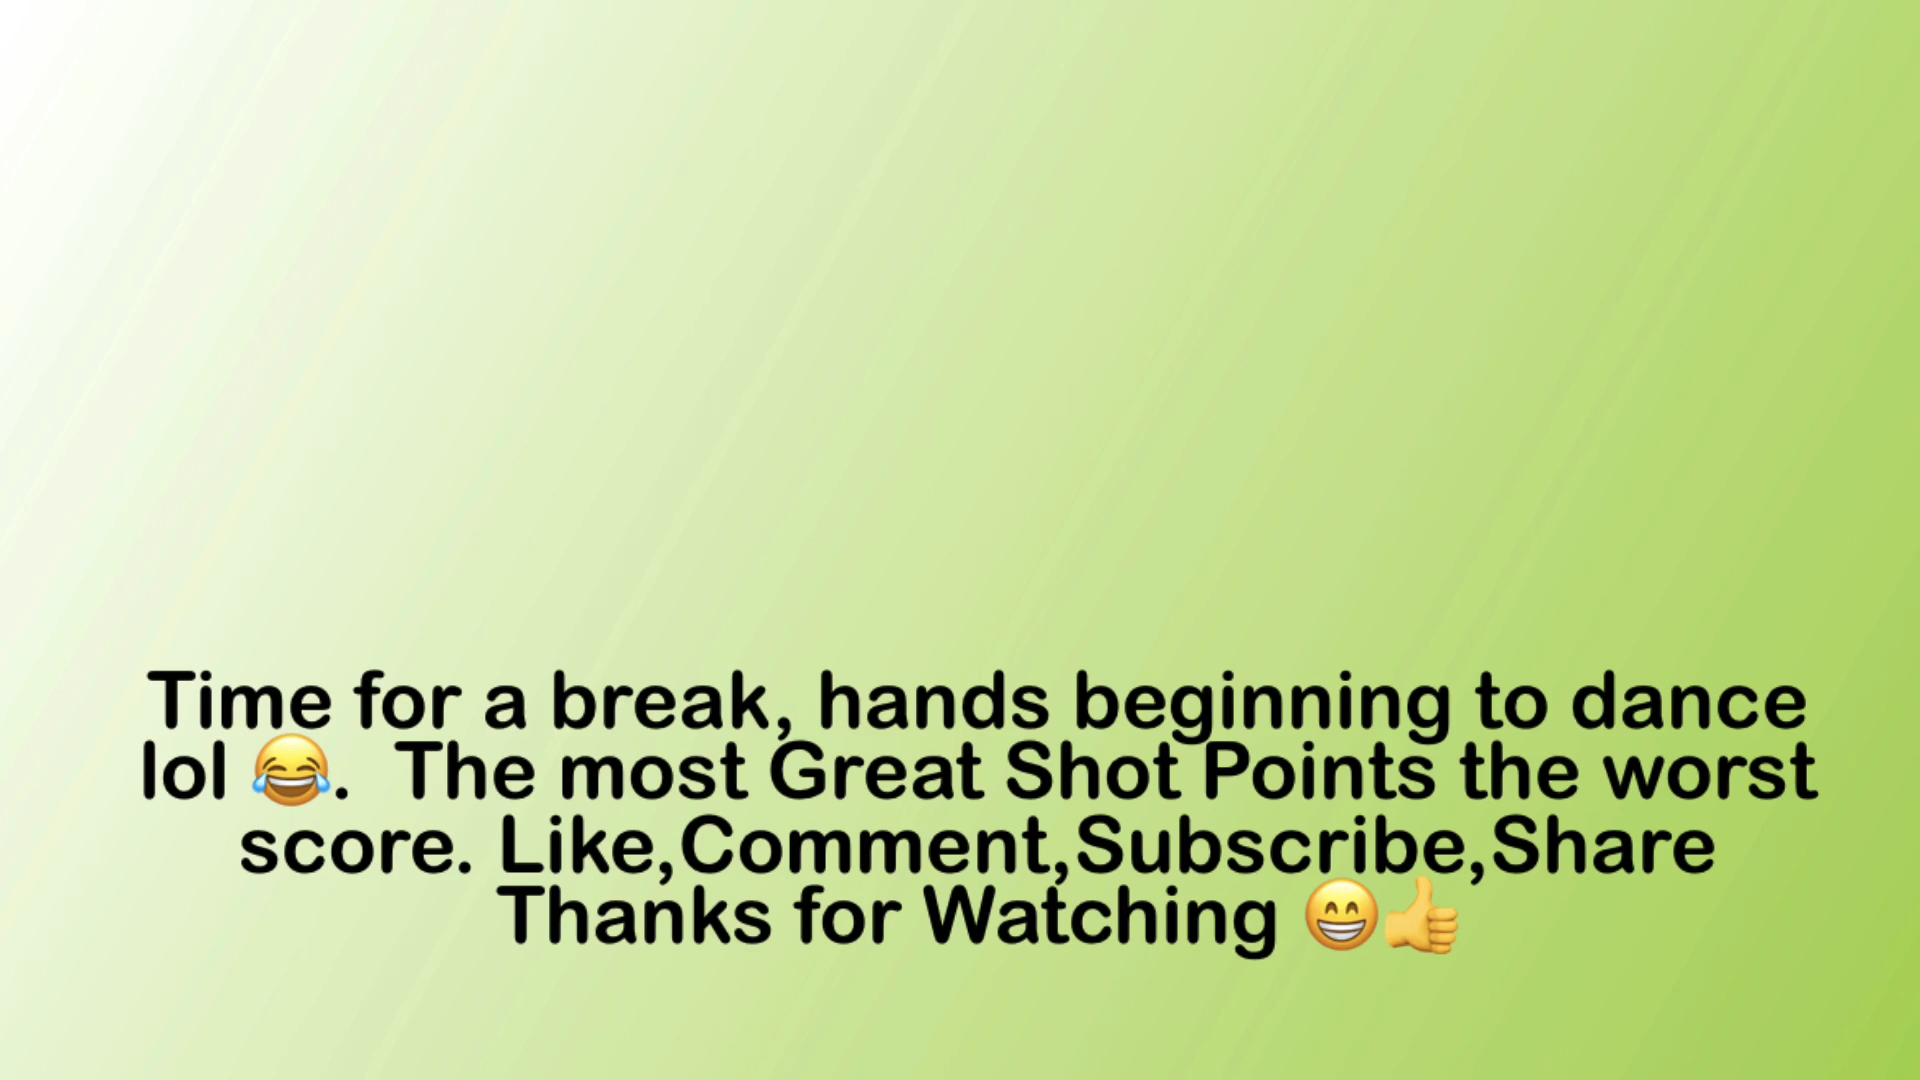 Time for a break, hands beginning to dance
lol 😂.  The most Great Shot Points the worst
score. Like,Comment,Subscribe,Share
Thanks for Watching 😁👍